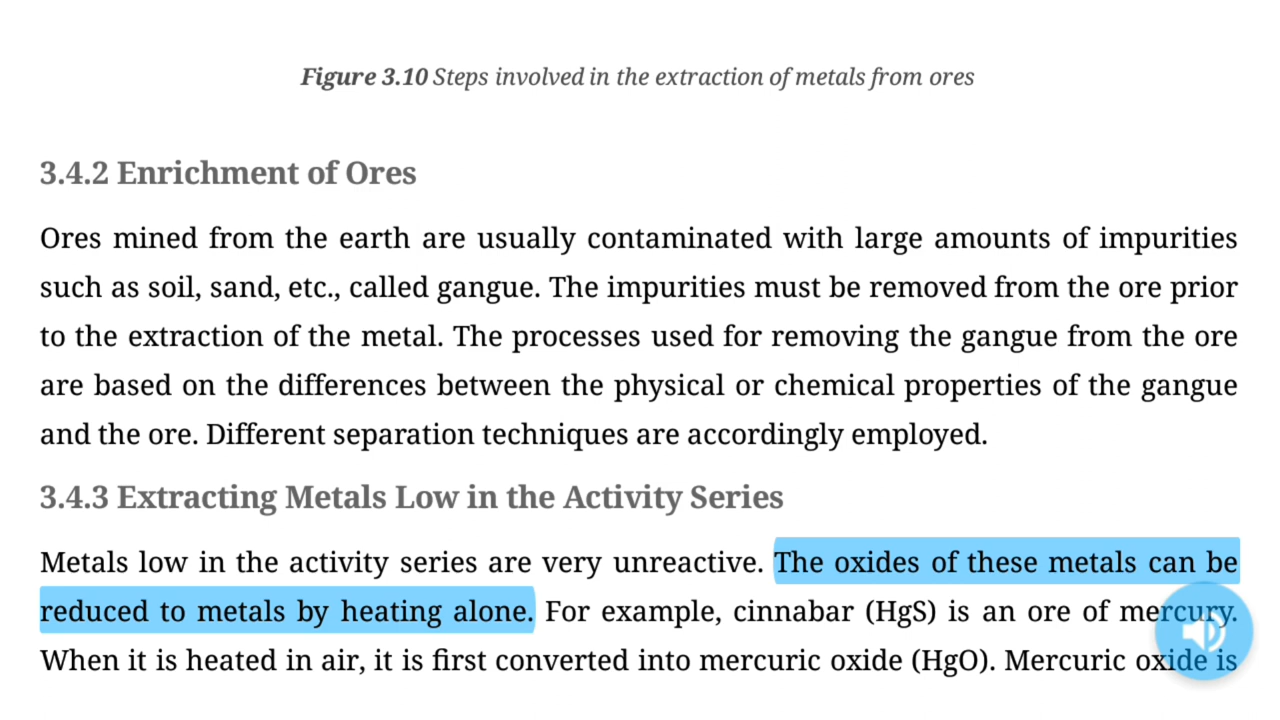 Figure 3.10 Steps involved in the extraction of metals from ores
3.4.2 Enrichment of Ores
Ores mined from the earth are usually contaminated with large amounts of impurities
such as soil, sand, etc., called gangue. The impurities must be removed from the ore prior
to the extraction of the metal. The processes used for removing the gangue from the ore
are based on the differences between the physical or chemical properties of the gangue
and the ore. Different separation techniques are accordingly employed.
3.4.3 Extracting Metals Low in the Activity Series
Metals low in the activity series are very unreactive. The oxides of these metals can be
reduced to metals by heating alone. For example, cinnabar (HgS) is an ore of mercury.
When it is heated in air, it is first converted into mercuric oxide (HgO). Mercuric oxide is